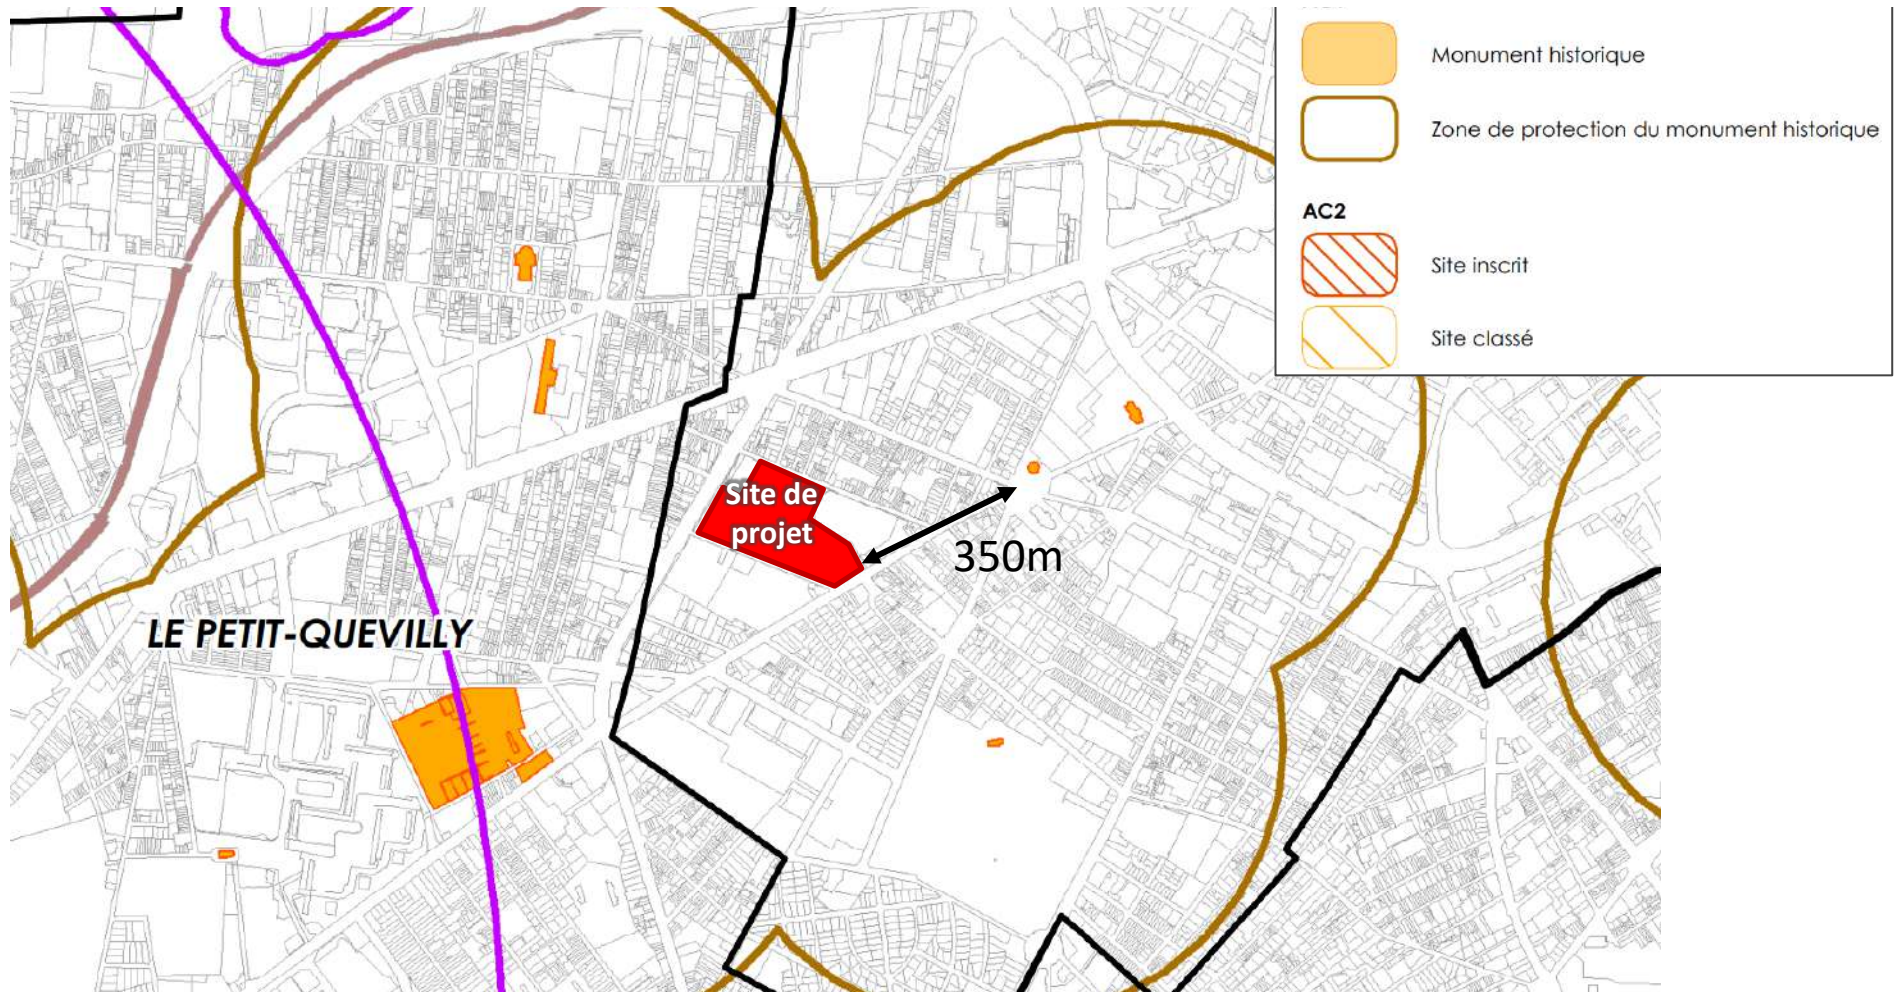 Monument historique
Zone de protection du monument historique
AC2
Site inscrit
Site classé
Site de
projet
350m
LE PETIT-QUEVILLY